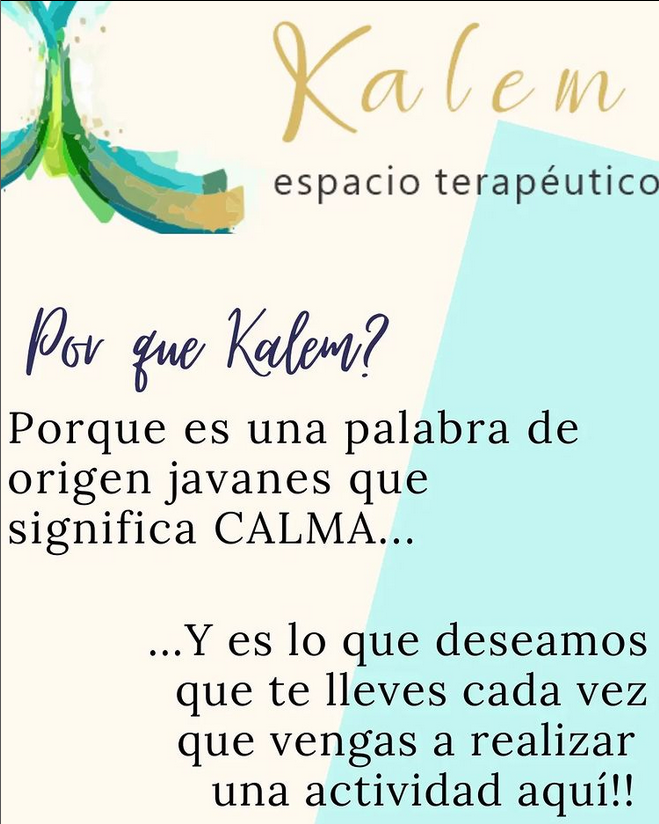 Kalem
espacio terapéutico
Por que Kalem?
Porque es una palabra de
origen javanes que
significa CALMA...
...Y es lo que deseamos
que te lleves cada vez
que vengas a realizar
una actividad aquí!!